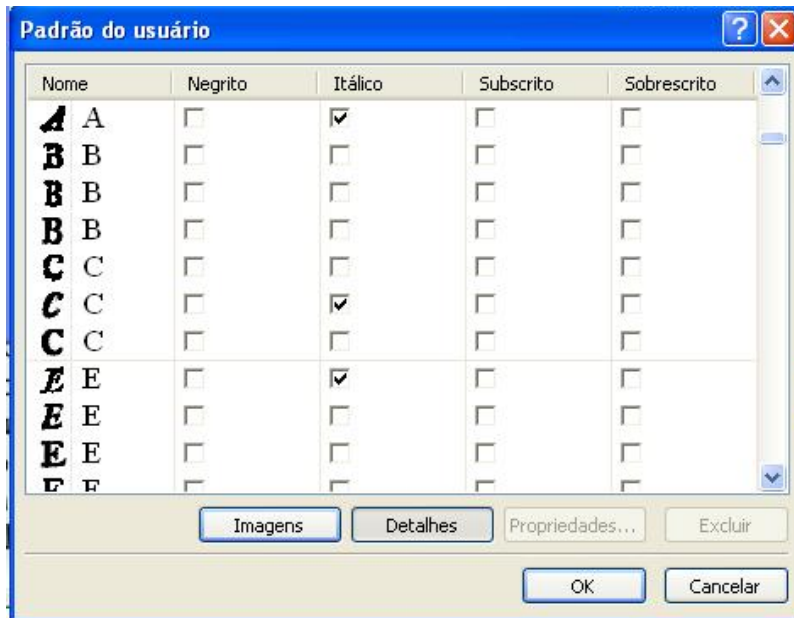 Padrão do usuário
Nome Negrito Itálico Subscrito Sobrescrito
A A
B B
B B
B B
C C
C C
C C
E E
E E
E E
E E
Imagens Detalhes Propriedades... Excluir
OK Cancelar